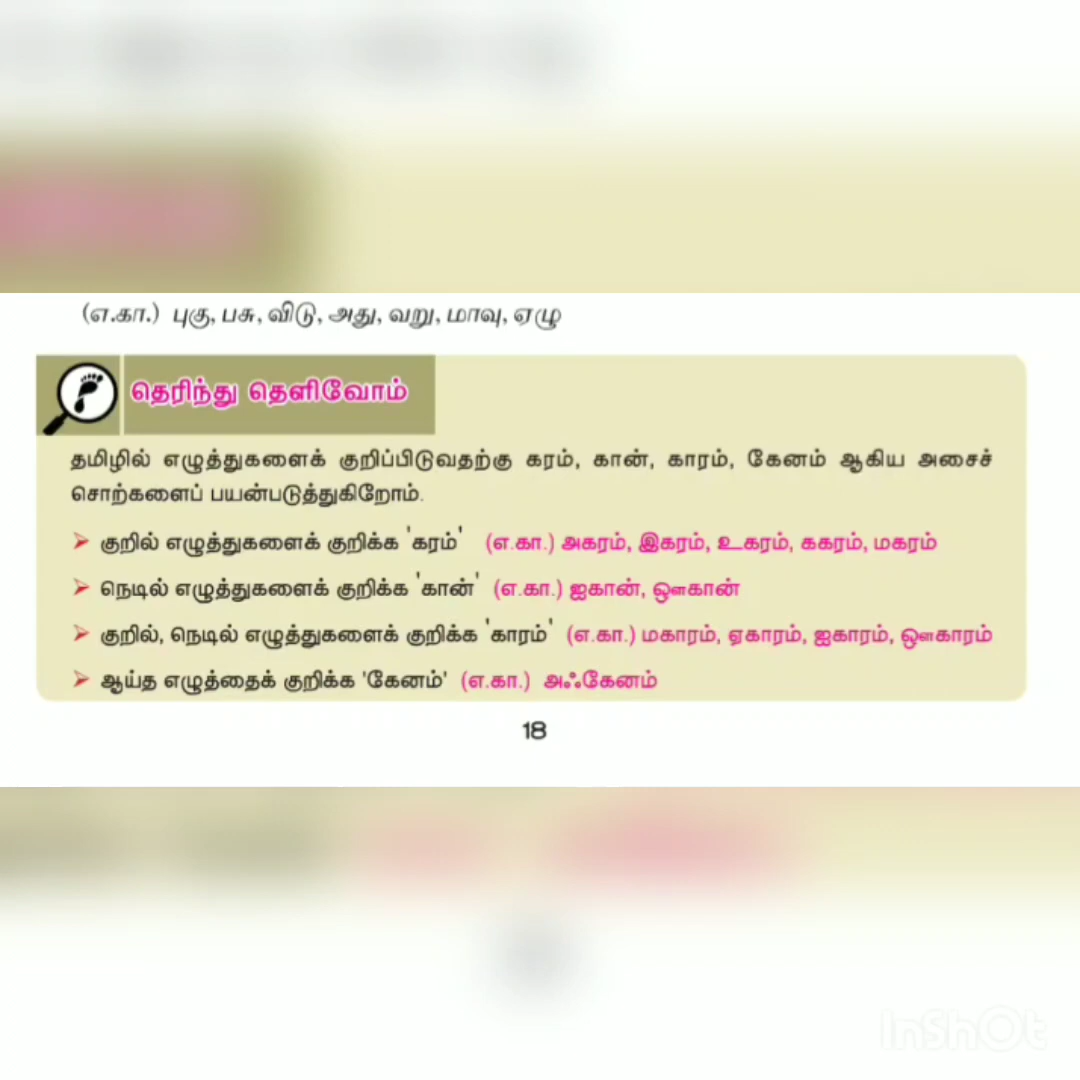 (எ.கா.) புகு, பசு, விடு, அது, வறு, மாவு, ஏழு
தெரிந்து தெளிவோம்
தமிழில் எழுத்துகளைக் குறிப்பிடுவதற்கு கரம், கான், காரம், கேனம் ஆகிய அசைச்
சொற்களைப் பயன்படுத்துகிறோம்.
➢ குறில் எழுத்துகளைக் குறிக்க 'கரம்' (எ.கா.) அகரம், இகரம், உகரம், ககரம், மகரம்
➢ நெடில் எழுத்துகளைக் குறிக்க 'கான்' (எ.கா.) ஐகான், ஔகான்
➢ குறில், நெடில் எழுத்துகளைக் குறிக்க 'காரம்' (எ.கா.) மகாரம், ஏகாரம், ஐகாரம், ஔகாரம்
➢ ஆய்த எழுத்தைக் குறிக்க 'கேனம்' (எ.கா.) அஃகேனம்
18
InShOt